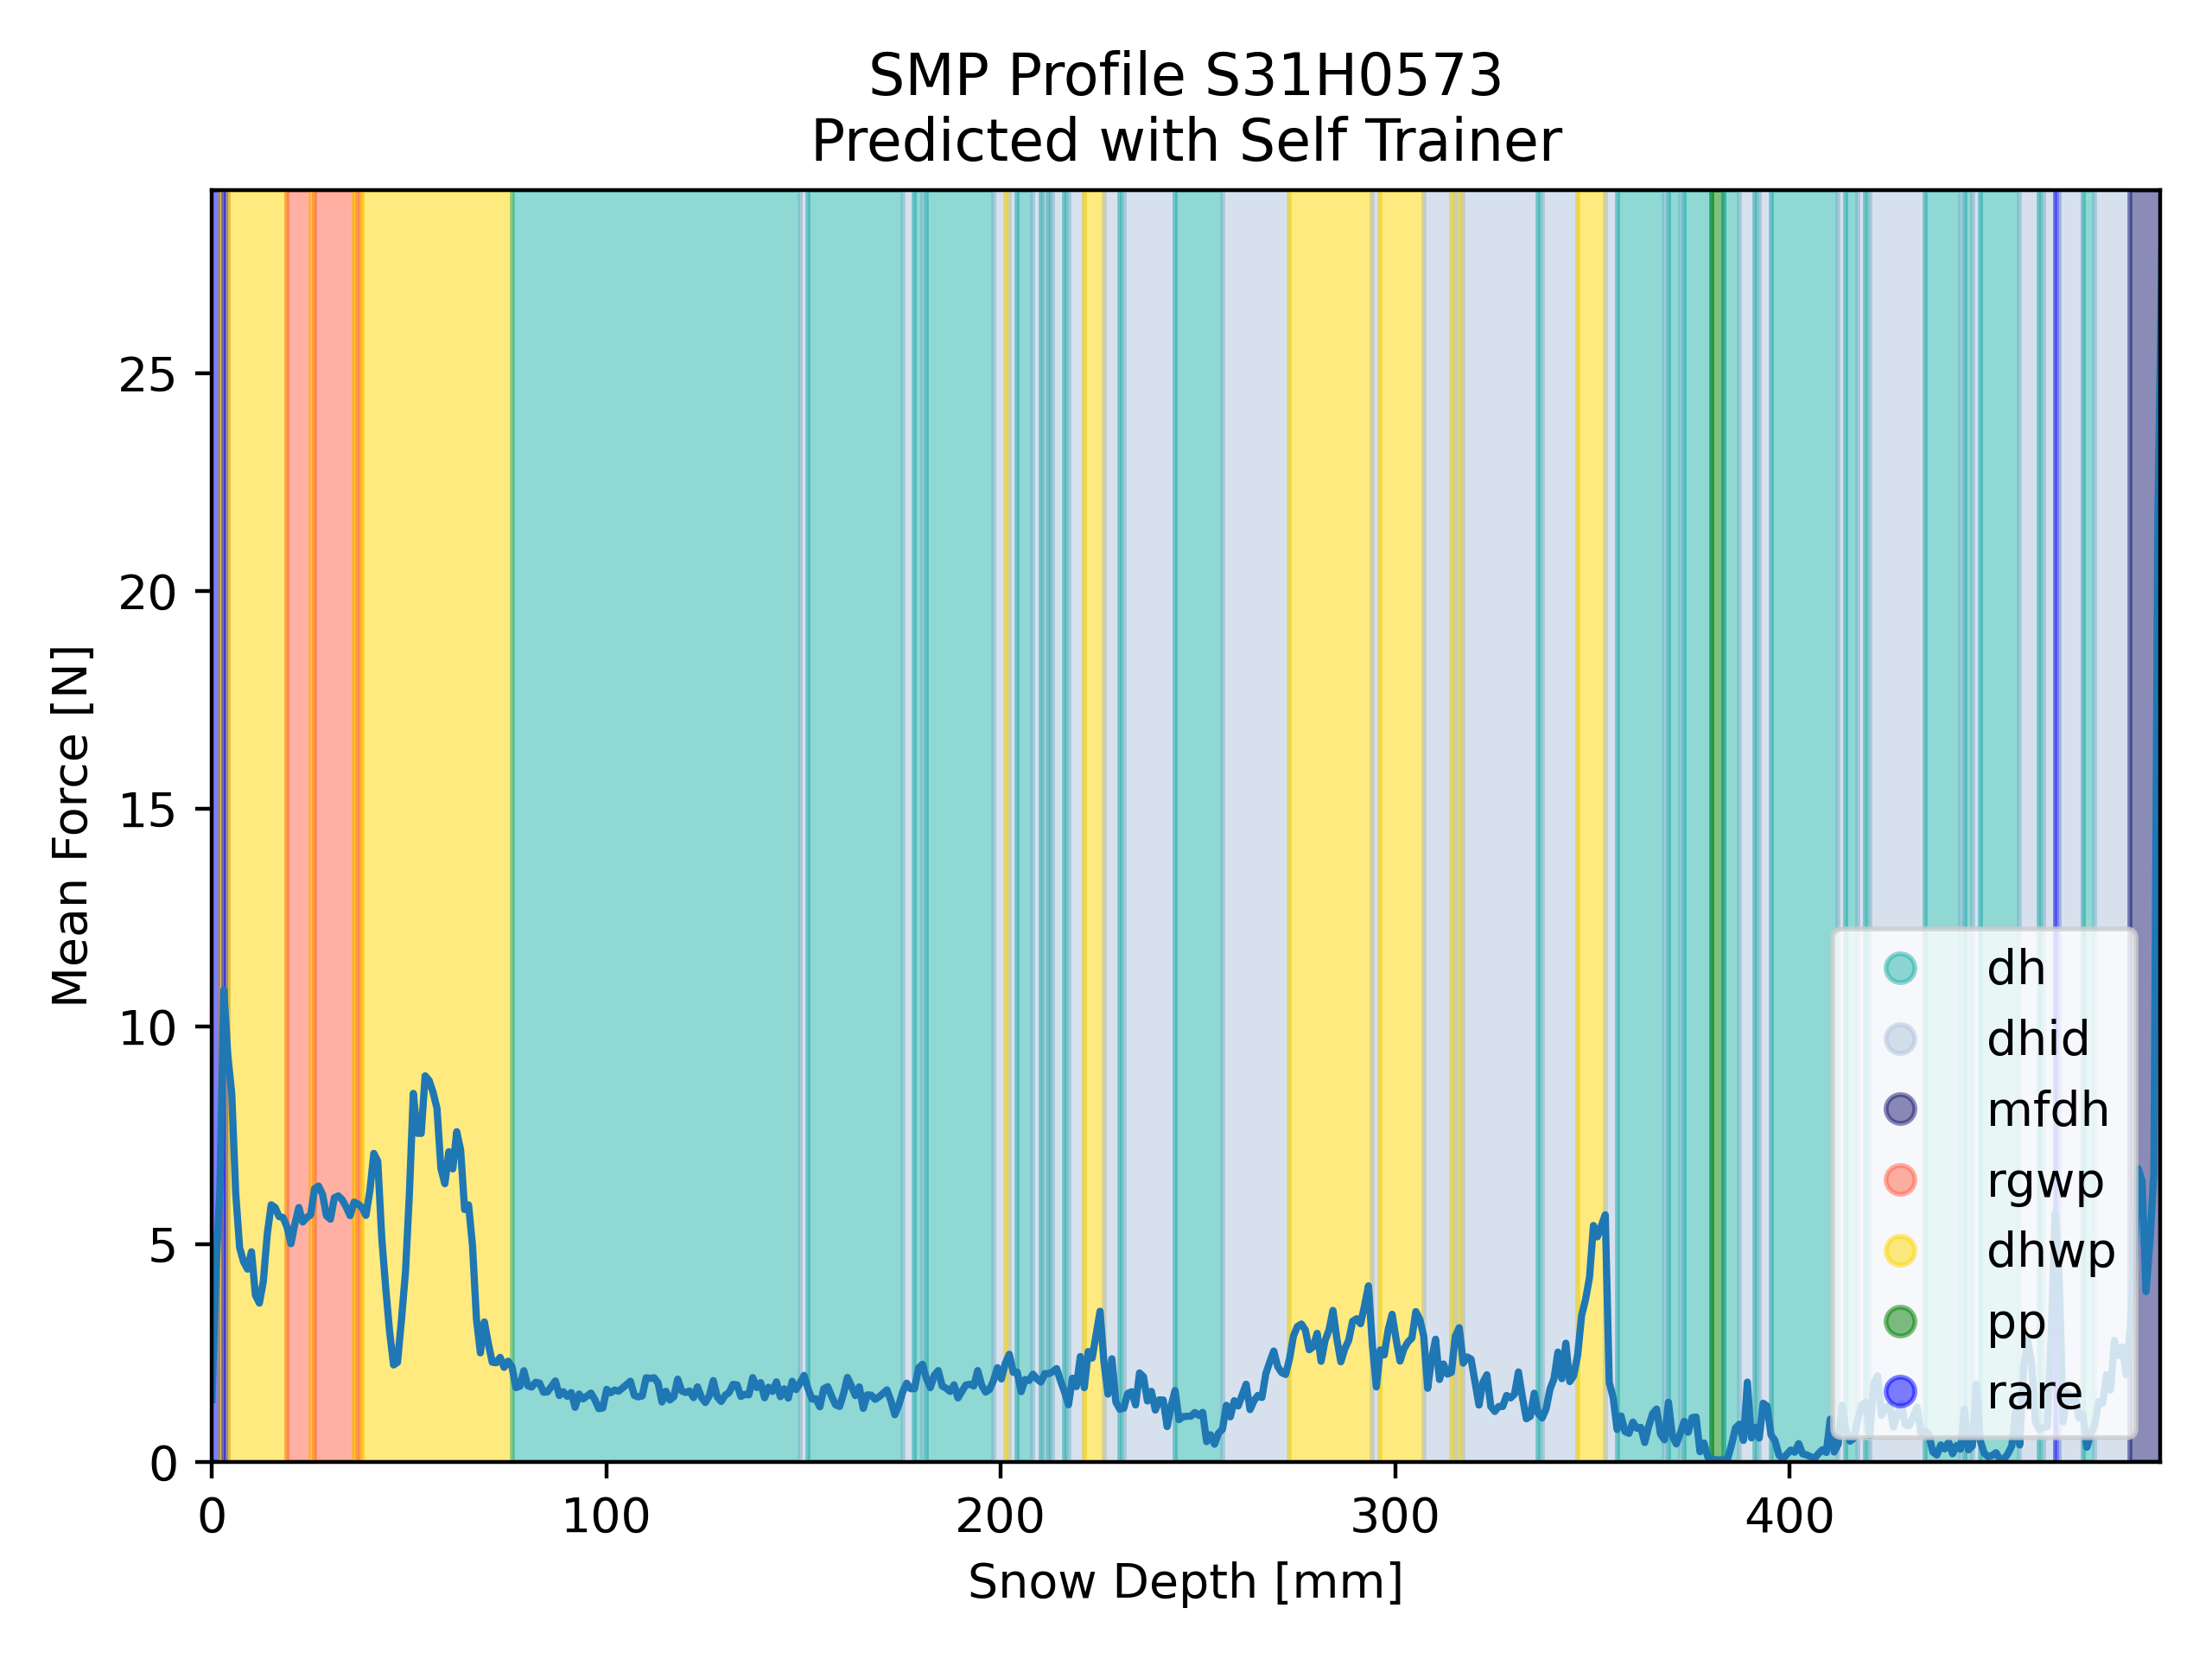 SMP Profile S31H0573
Predicted with Self Trainer
Mean Force [N]
25
20
15
10
5
0
0
100
200
300
400
Snow Depth [mm]
dh
dhid
mfdh
rgwp
dhwp
pp
rare